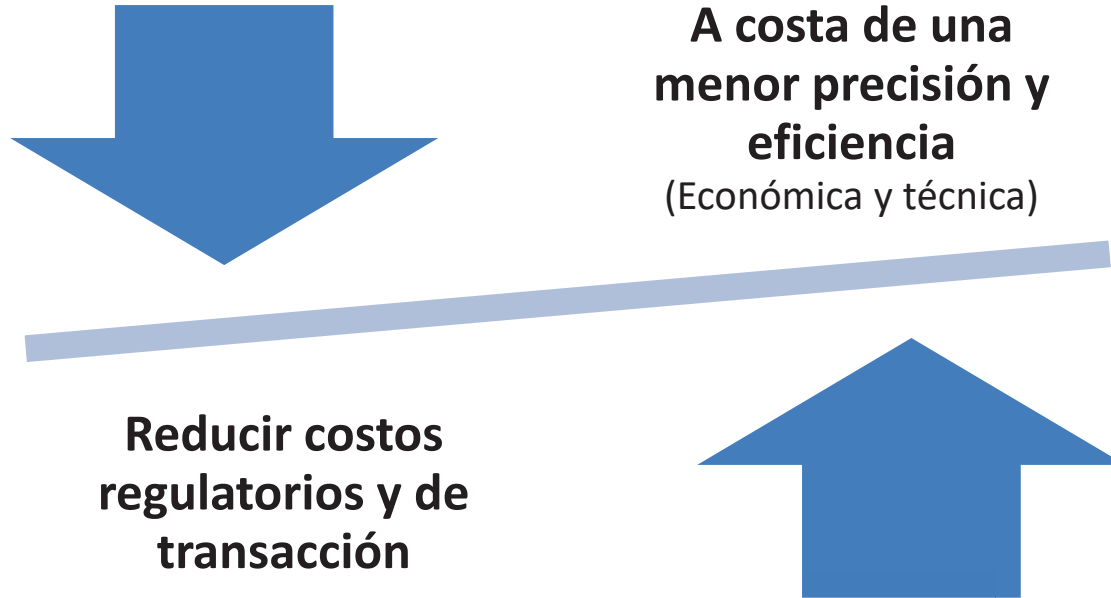 A costa de una
menor precisión y
eficiencia
(Económica y técnica)
Reducir costos
regulatorios y de
transacción